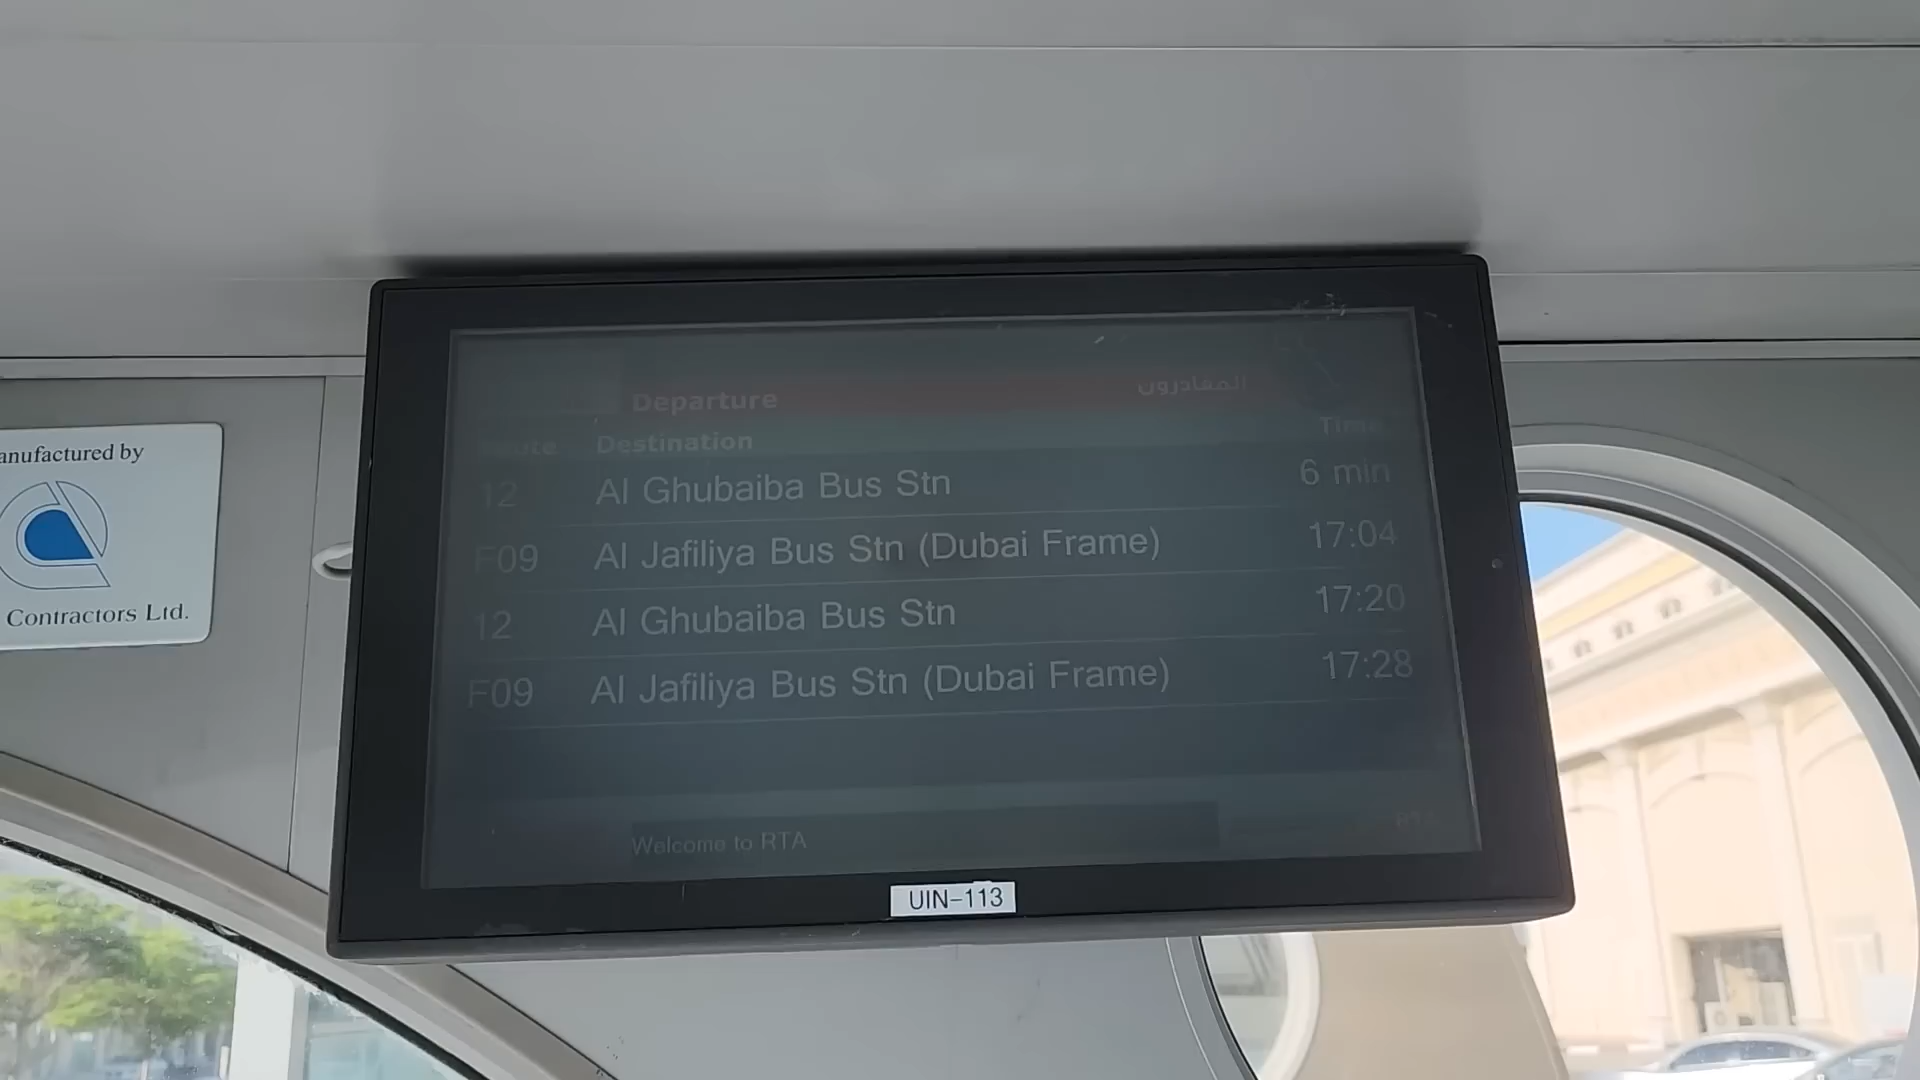 anufactured by
Contractors Ltd.
Departure المغادرون
Route Destination Time
12 Al Ghubaiba Bus Stn 6 min
F09 Al Jafiliya Bus Stn (Dubai Frame) 17:04
12 Al Ghubaiba Bus Stn 17:20
F09 Al Jafiliya Bus Stn (Dubai Frame) 17:28
Welcome to RTA
UIN-113